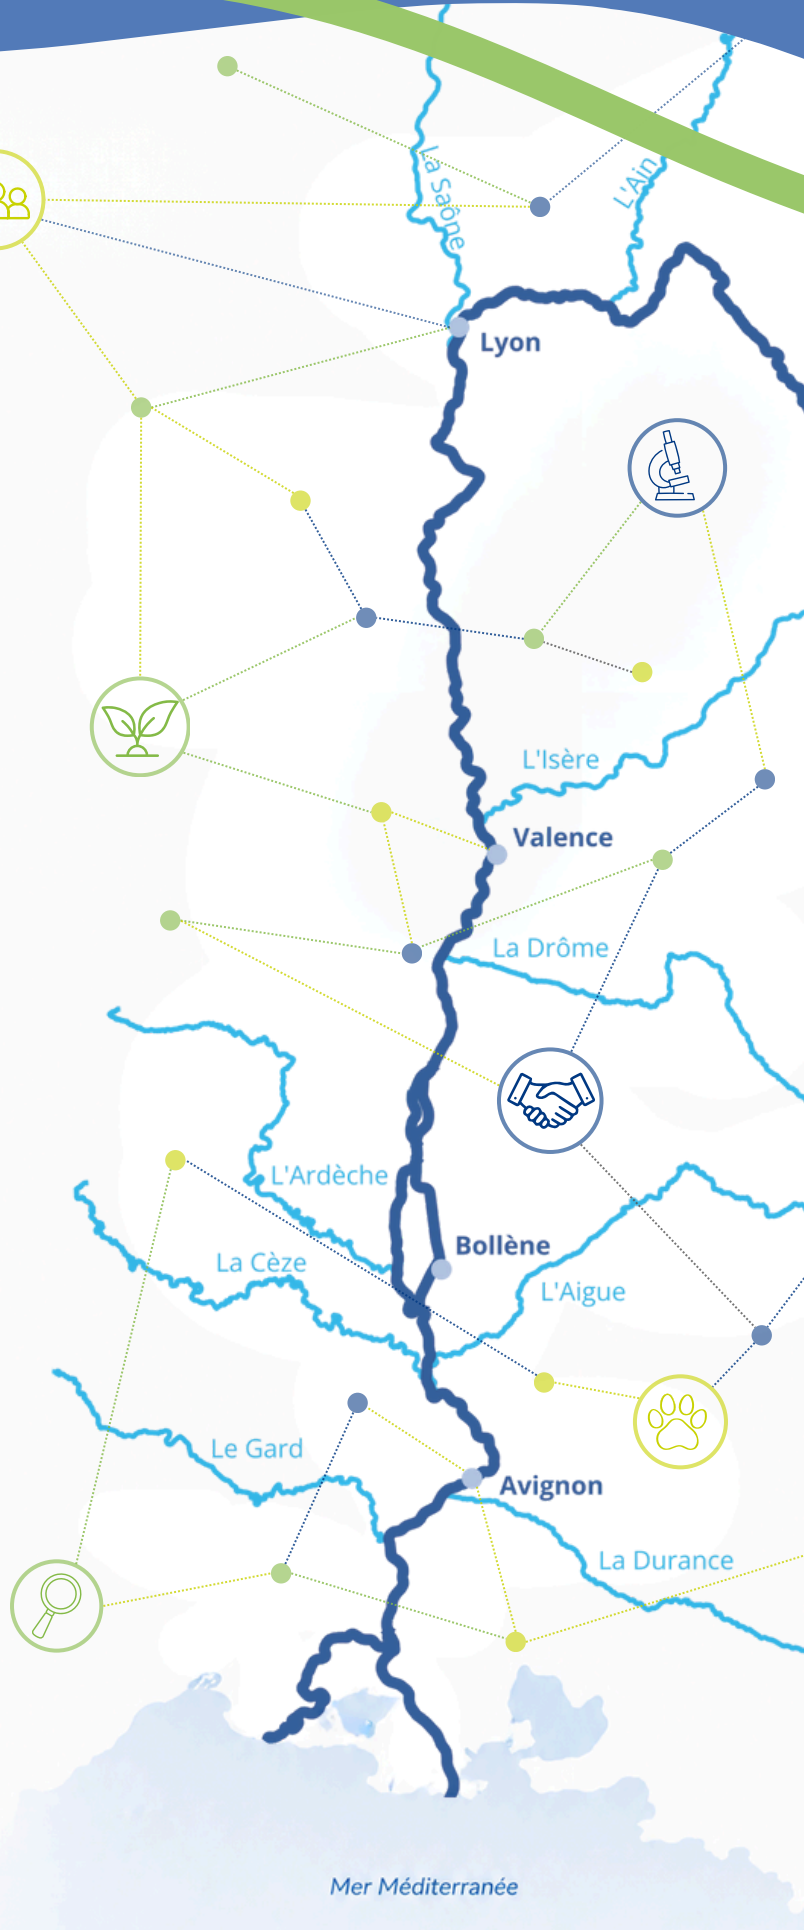 La Saône
L'Ain
Lyon
L'Isère
Valence
La Drôme
L'Ardèche
Bollène
La Cèze
L'Aigue
Le Gard
Avignon
La Durance
Mer Méditerranée